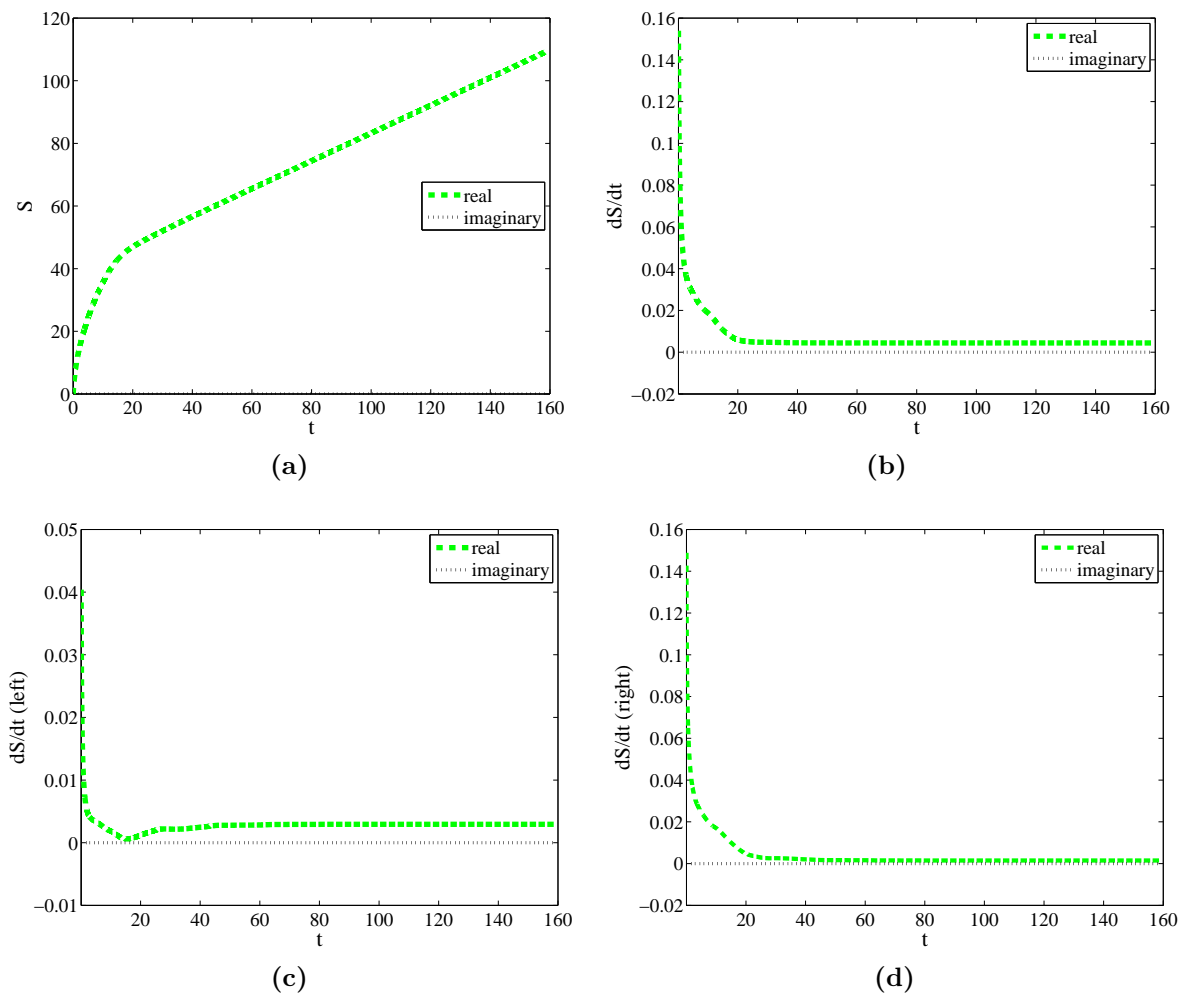 120
100
80
60
40
20
0
S
real
imaginary
0 20 40 60 80 100 120 140 160
t
(a)
0.16
0.14
0.12
0.1
0.08
0.06
0.04
0.02
0
−0.02
dS/dt
real
imaginary
20 40 60 80 100 120 140 160
t
(b)
0.05
0.04
0.03
0.02
0.01
0
−0.01
dS/dt (left)
real
imaginary
20 40 60 80 100 120 140 160
t
(c)
0.16
0.14
0.12
0.1
0.08
0.06
0.04
0.02
0
−0.02
dS/dt (right)
real
imaginary
20 40 60 80 100 120 140 160
t
(d)